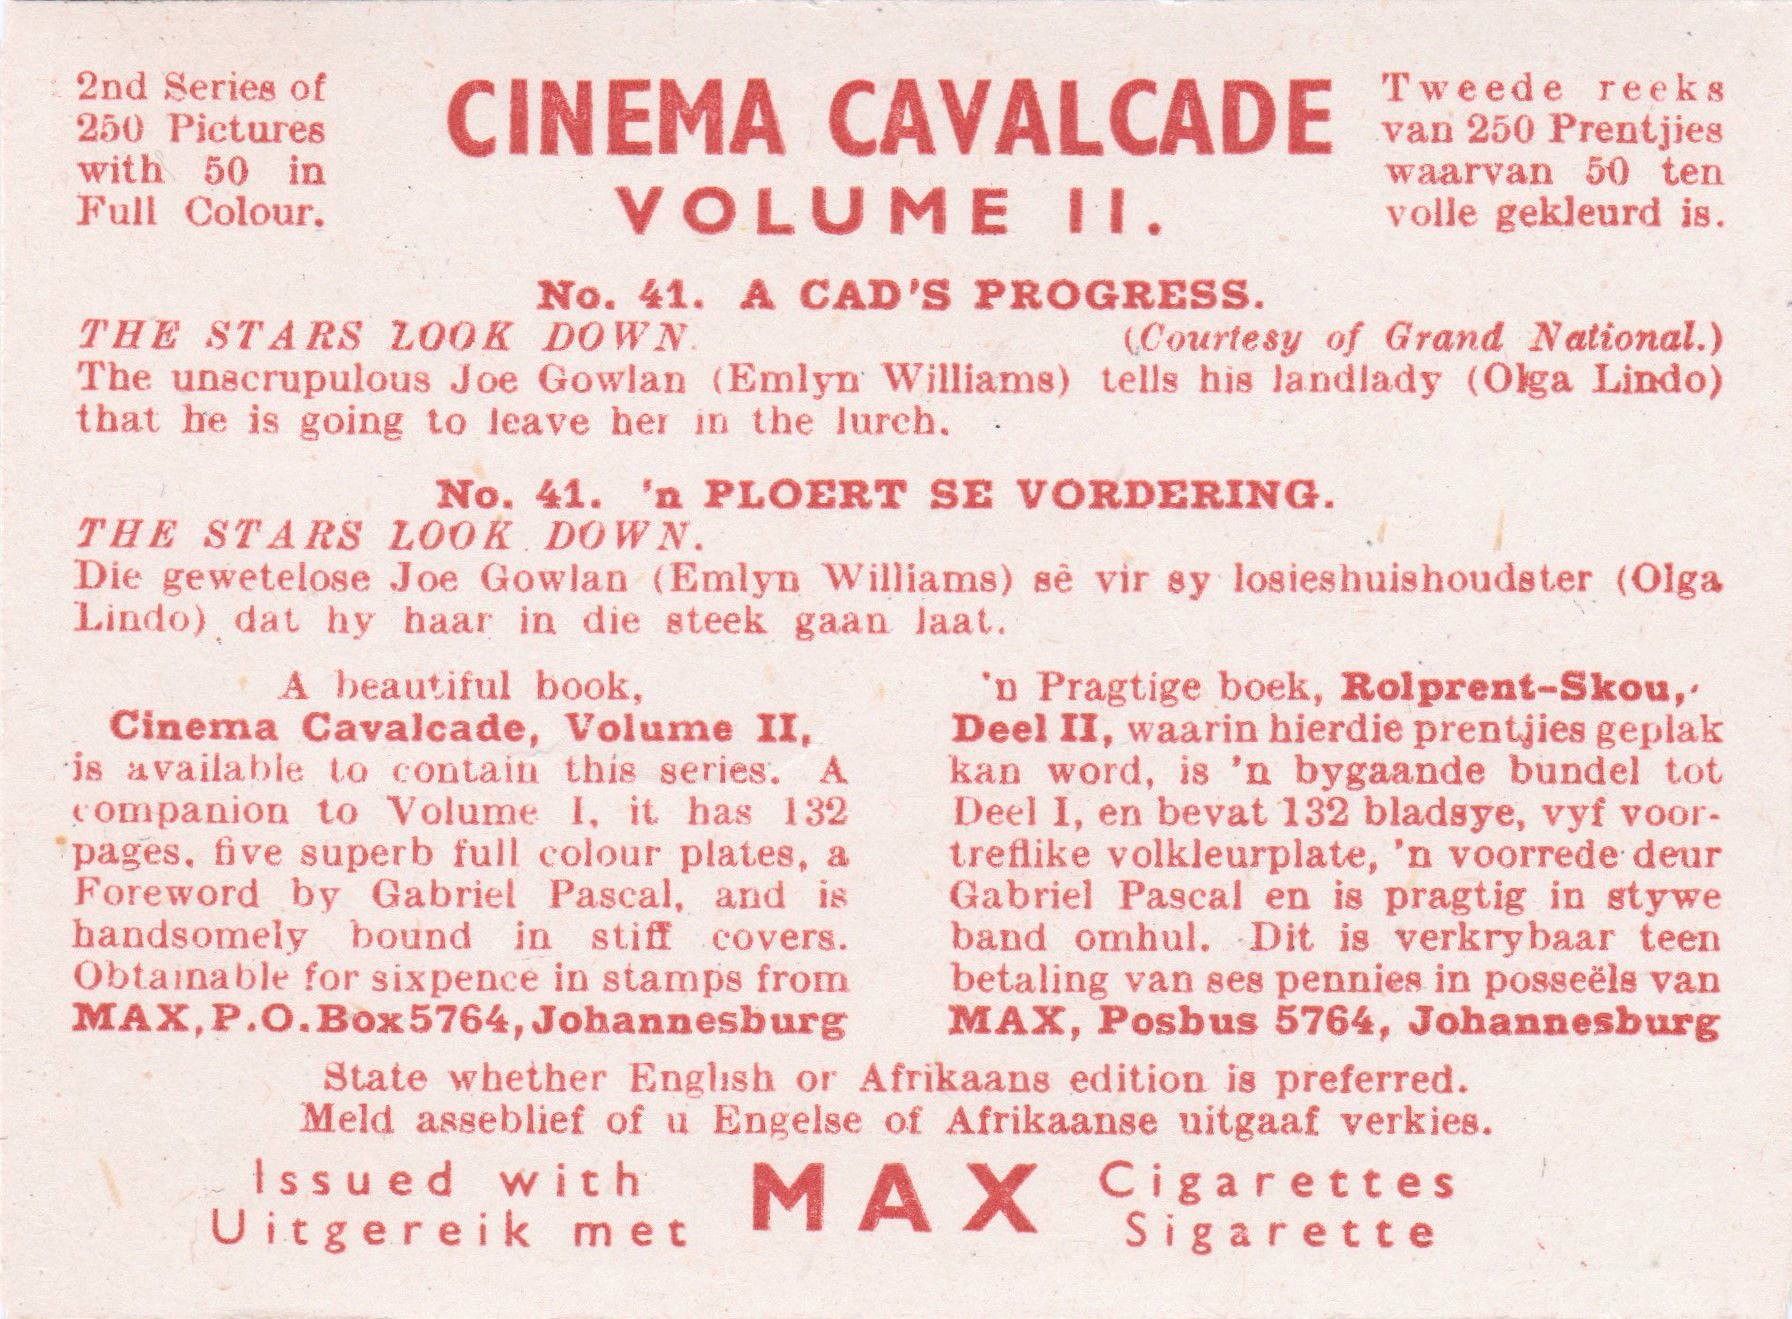 2nd Series of
250 Pictures
with 50 in
Full Colour.
CINEMA CAVALCADE
VOLUME II.
Tweede reeks
van 250 Prentjies
waarvan 50 ten
volle gekleurd is.
No. 41. A CAD'S PROGRESS.
THE STARS LOOK DOWN. (Courtesy of Grand National.)
The unscrupulous Joe Gowlan (Emlyn Williams) tells his landlady (Olga Lindo)
that he is going to leave her in the lurch.
No. 41. 'n PLOERT SE VORDERING.
THE STARS LOOK DOWN.
Die gewetelose Joe Gowlan (Emlyn Williams) sê vir sy losieshuishoudster (Olga
Lindo) dat hy haar in die steek gaan laat.
A beautiful book,
Cinema Cavalcade, Volume II,
is available to contain this series. A
companion to Volume I, it has 132
pages, five superb full colour plates, a
Foreword by Gabriel Pascal, and is
handsomely bound in stiff covers.
Obtainable for sixpence in stamps from
MAX, P.O. Box 5764, Johannesburg
'n Pragtige boek, Rolprent-Skou,
Deel II, waarin hierdie prentjies geplak
kan word, is 'n bygaande bundel tot
Deel I, en bevat 132 bladsye, vyf voor-
treflike volkleurplate, 'n voorrede deur
Gabriel Pascal en is pragtig in stywe
band omhul. Dit is verkrybaar teen
betaling van ses pennies in posseëls van
MAX, Posbus 5764, Johannesburg
State whether English or Afrikaans edition is preferred.
Meld asseblief of u Engelse of Afrikaanse uitgaaf verkies.
Issued with MAX Cigarettes
Uitgereik met Sigarette